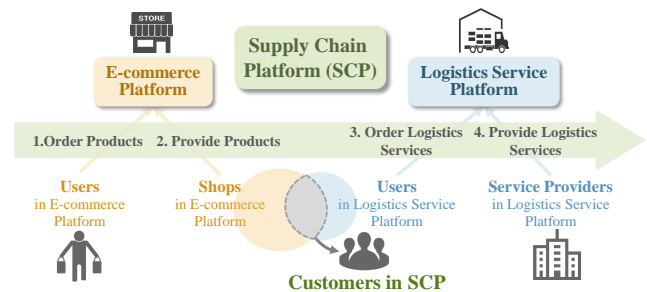 STORE
E-commerce
Platform
Supply Chain
Platform (SCP)
Logistics Service
Platform
1.Order Products
2. Provide Products
3. Order Logistics
Services
4. Provide Logistics
Services
Users
in E-commerce
Platform
Shops
in E-commerce
Platform
Users
in Logistics Service
Platform
Service Providers
in Logistics Service
Platform
Customers in SCP